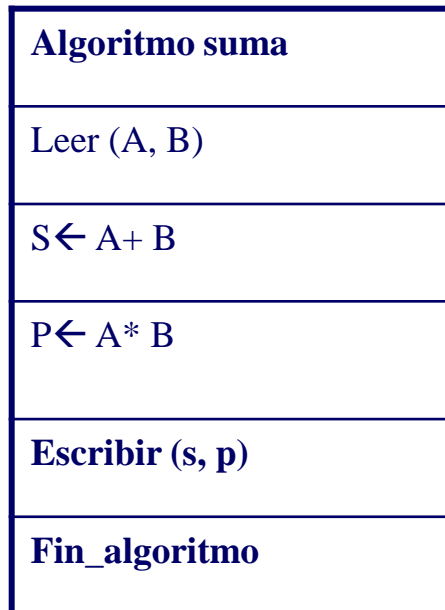 Algoritmo suma
Leer (A, B)
S← A+ B
P← A* B
Escribir (s, p)
Fin_algoritmo